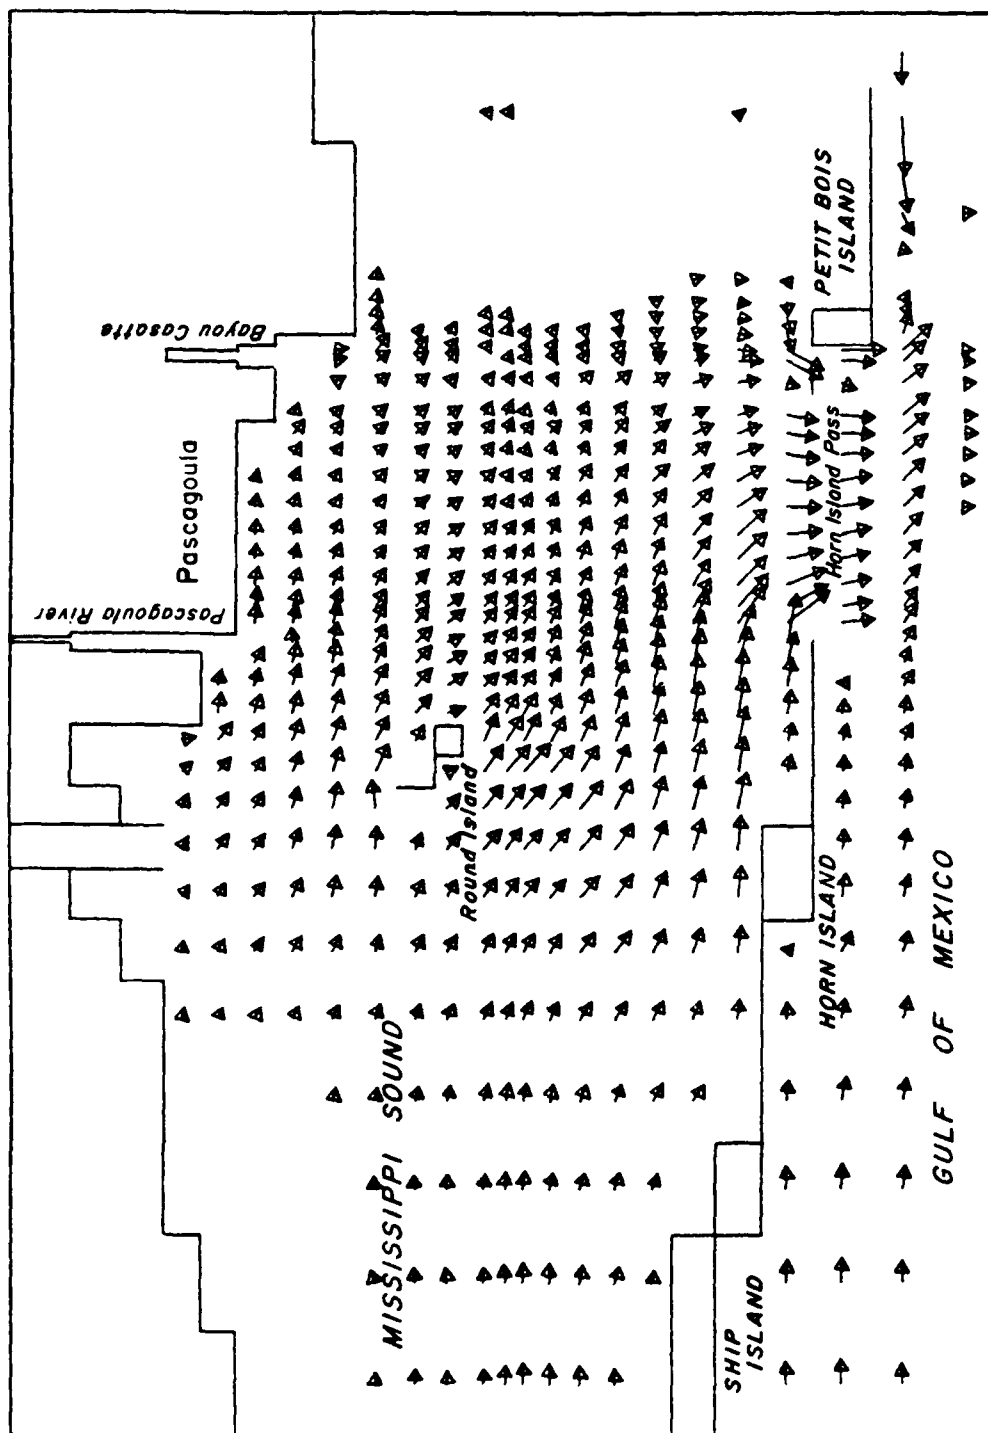 Bayou Casatte
Pascagoula
Pascagoula River
PETIT BOIS
ISLAND
Horn Island Pass
Round Island
MISSISSIPPI SOUND
HORN ISLAND
SHIP
ISLAND
GULF OF MEXICO